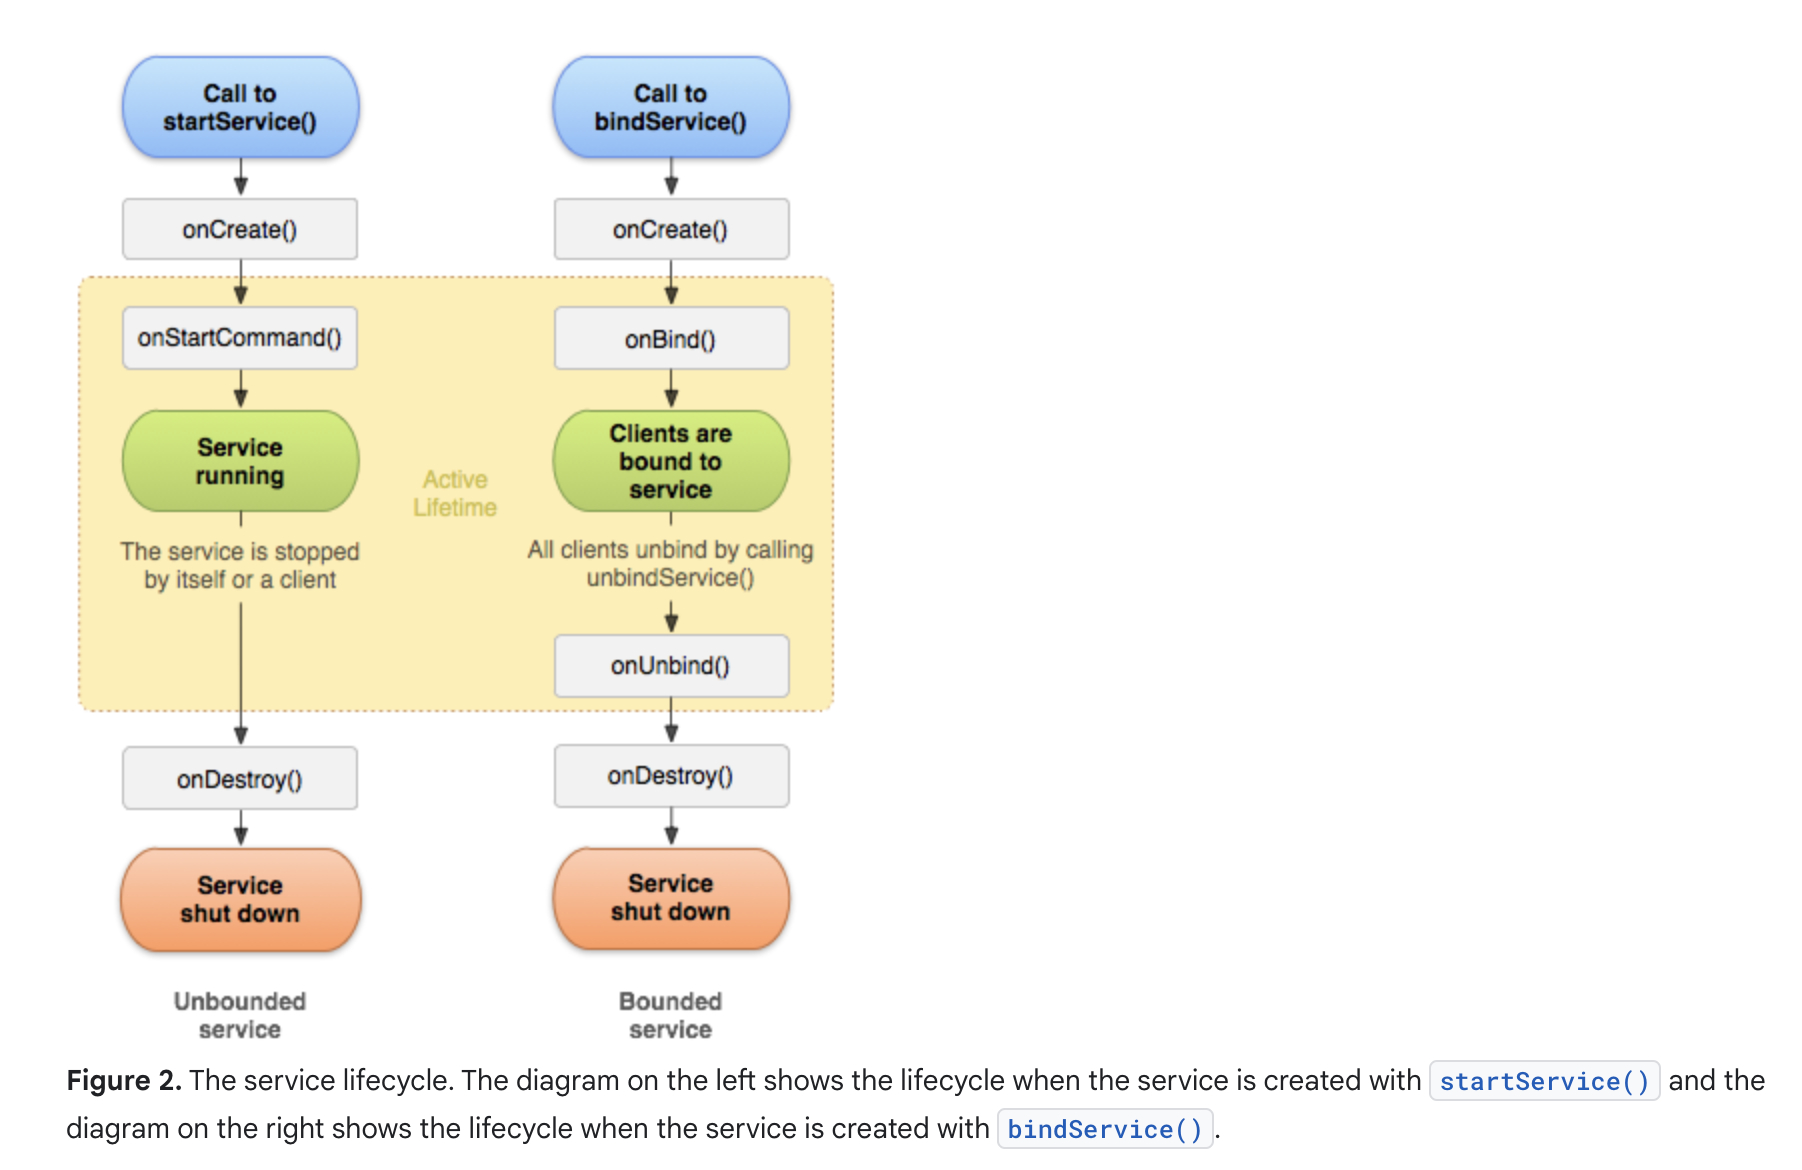 Call to
startService()
onCreate()
onStartCommand()
Service
running
The service is stopped
by itself or a client
onDestroy()
Service
shut down
Unbounded
service
Active
Lifetime
Call to
bindService()
onCreate()
onBind()
Clients are
bound to
service
All clients unbind by calling
unbindService()
onUnbind()
onDestroy()
Service
shut down
Bounded
service
Figure 2. The service lifecycle. The diagram on the left shows the lifecycle when the service is created with startService() and the
diagram on the right shows the lifecycle when the service is created with bindService().